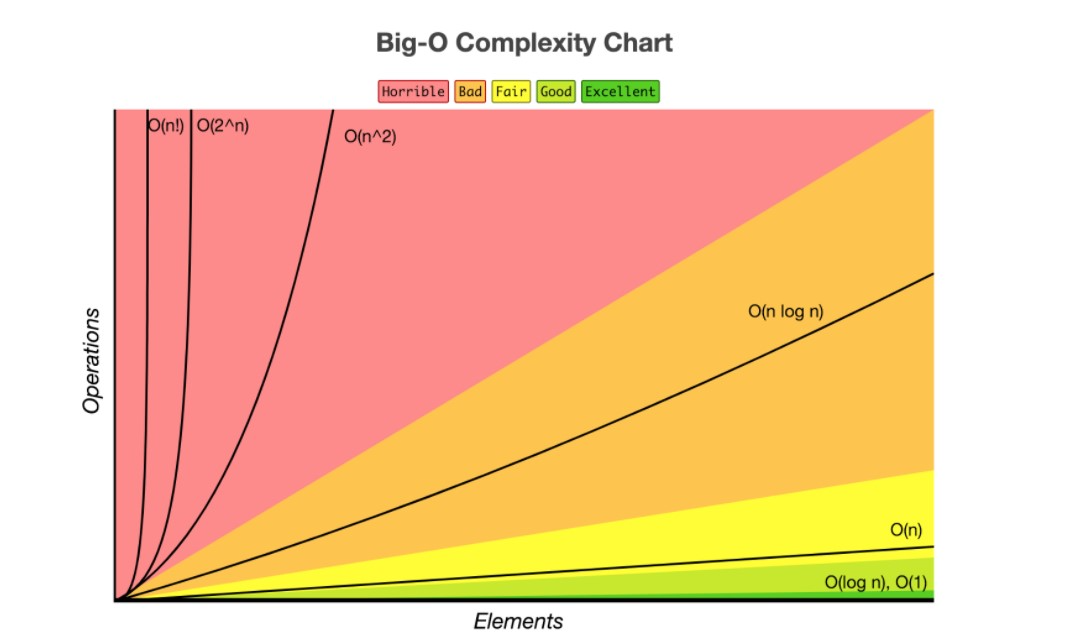 Big-O Complexity Chart
Horrible Bad Fair Good Excellent
O(n!) O(2^n)
O(n^2)
O(n log n)
O(n)
O(log n), O(1)
Operations
Elements